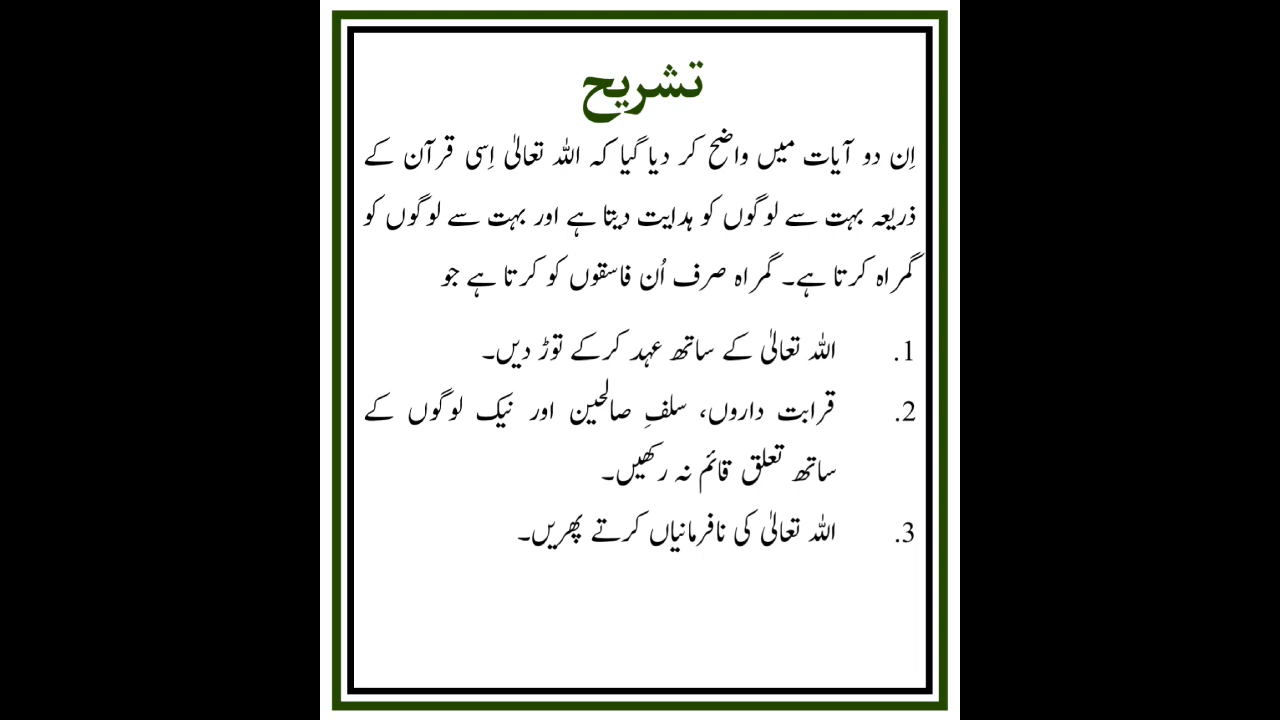 تشریح
اِن دو آیات میں واضح کر دیا گیا کہ اللہ تعالیٰ اِسی قرآن کے
ذریعہ بہت سے لوگوں کو ہدایت دیتا ہے اور بہت سے لوگوں کو
گمراہ کرتا ہے۔ گمراہ صرف اُن فاسقوں کو کرتا ہے جو
1. اللہ تعالیٰ کے ساتھ عہد کرکے توڑ دیں۔
2. قرابت داروں، سلفِ صالحین اور نیک لوگوں کے
ساتھ تعلق قائم نہ رکھیں۔
3. اللہ تعالیٰ کی نافرمانیاں کرتے پھریں۔